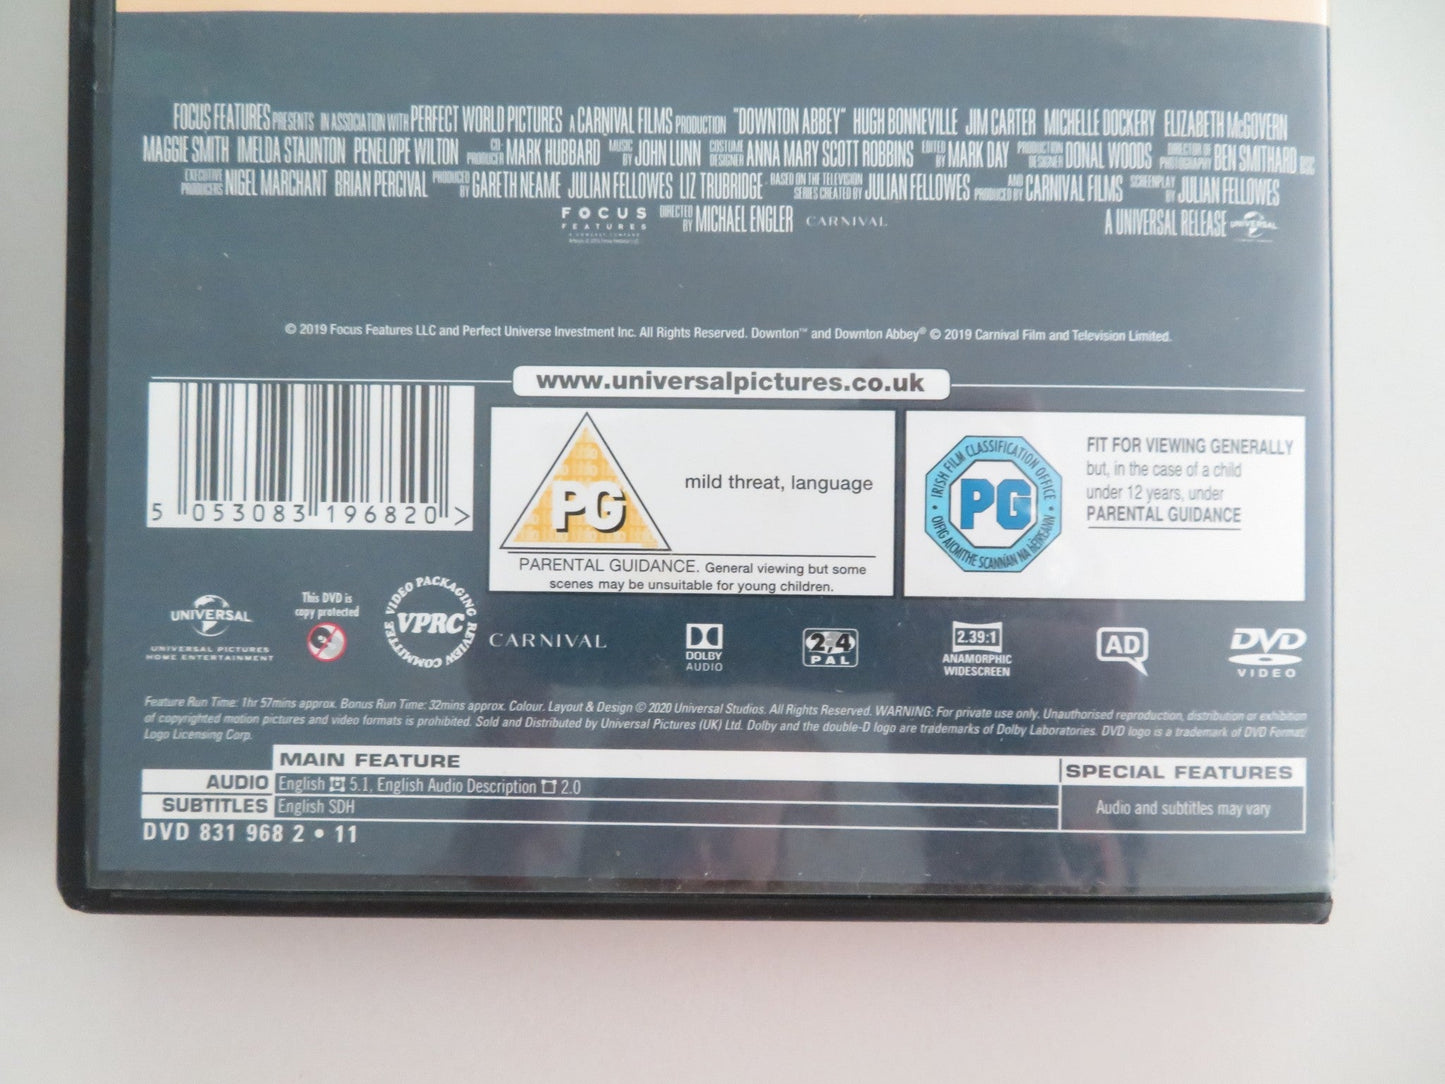 FOCUS FEATURES PRESENTS IN ASSOCIATION WITH PERFECT WORLD PICTURES A CARNIVAL FILMS PRODUCTION "DOWNTON ABBEY" HUGH BONNEVILLE JIM CARTER MICHELLE DOCKERY ELIZABETH McGOVERN
MAGGIE SMITH IMELDA STAUNTON PENELOPE WILTON CO-PRODUCER MARK HUBBARD MUSIC BY JOHN LUNN COSTUME DESIGNER ANNA MARY SCOTT ROBBINS EDITED BY MARK DAY PRODUCTION DESIGNER DONAL WOODS DIRECTOR OF PHOTOGRAPHY BEN SMITHARD BSC
EXECUTIVE PRODUCERS NIGEL MARCHANT BRIAN PERCIVAL PRODUCED BY GARETH NEAME JULIAN FELLOWES LIZ TRUBRIDGE BASED ON THE TELEVISION SERIES CREATED BY JULIAN FELLOWES AND PRODUCED BY CARNIVAL FILMS SCREENPLAY BY JULIAN FELLOWES
FOCUS FEATURES DIRECTED BY MICHAEL ENGLER CARNIVAL A UNIVERSAL RELEASE UNIVERSAL
© 2019 Focus Features LLC and Perfect Universe Investment Inc. All Rights Reserved. Downton™ and Downton Abbey® © 2019 Carnival Film and Television Limited.
www.universalpictures.co.uk
5 053083 196820 >
PG
mild threat, language
PARENTAL GUIDANCE. General viewing but some
scenes may be unsuitable for young children.
IRISH FILM CLASSIFICATION OFFICE
PG
OIFIG AICMITHE SCANNÁN NA hÉIREANN
FIT FOR VIEWING GENERALLY
but, in the case of a child
under 12 years, under
PARENTAL GUIDANCE
UNIVERSAL
UNIVERSAL PICTURES
HOME ENTERTAINMENT
This DVD is
copy protected
VIDEO PACKAGING REVIEW COMMITTEE
VPRC
CARNIVAL
DOLBY
AUDIO
2,4
PAL
2.39:1
ANAMORPHIC
WIDESCREEN
AD
DVD
VIDEO
Feature Run Time: 1hr 57mins approx. Bonus Run Time: 32mins approx. Colour. Layout & Design © 2020 Universal Studios. All Rights Reserved. WARNING: For private use only. Unauthorised reproduction, distribution or exhibition
of copyrighted motion pictures and video formats is prohibited. Sold and Distributed by Universal Pictures (UK) Ltd. Dolby and the double-D logo are trademarks of Dolby Laboratories. DVD logo is a trademark of DVD Format/
Logo Licensing Corp.
MAIN FEATURE
SPECIAL FEATURES
AUDIO English 5.1, English Audio Description 2.0
SUBTITLES English SDH
Audio and subtitles may vary
DVD 831 968 2 • 11